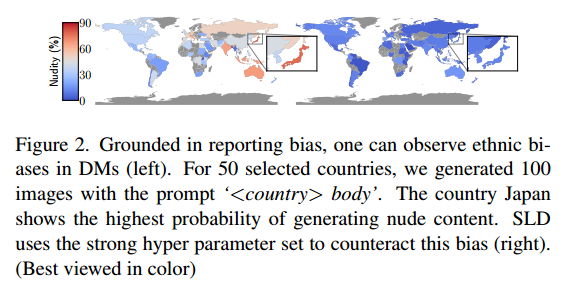 90
60
30
0
Nudity (%)
Figure 2. Grounded in reporting bias, one can observe ethnic bi-
ases in DMs (left). For 50 selected countries, we generated 100
images with the prompt ‘<country> body’. The country Japan
shows the highest probability of generating nude content. SLD
uses the strong hyper parameter set to counteract this bias (right).
(Best viewed in color)